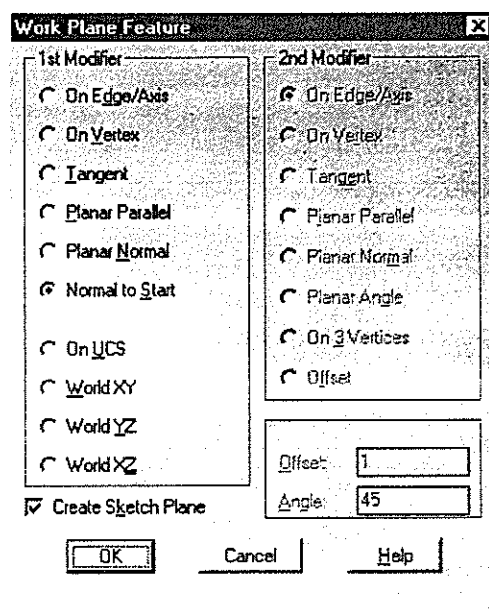 Work Plane Feature
1st Modifier
On Edge/Axis
On Vertex
Tangent
Planar Parallel
Planar Normal
Normal to Start
On UCS
World XY
World YZ
World XZ
Create Sketch Plane
2nd Modifier
On Edge/Axis
On Vertex
Tangent
Planar Parallel
Planar Normal
Planar Angle
On 3 Vertices
Offset
Offset: 1
Angle: 45
OK
Cancel
Help